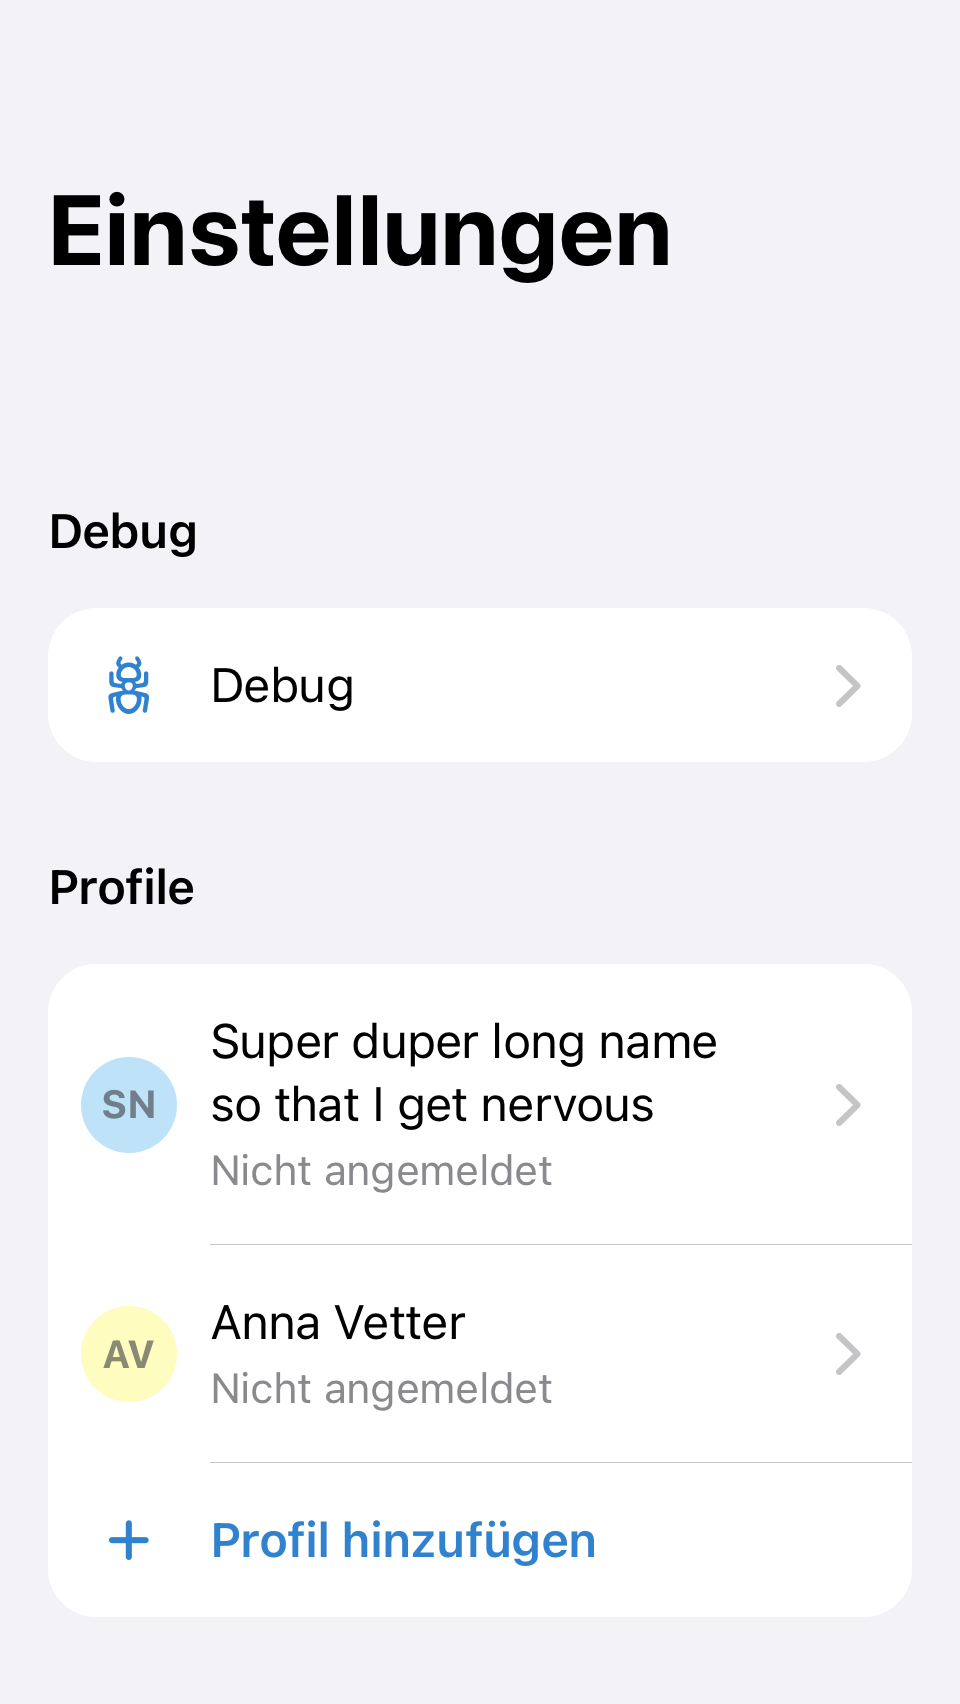 Einstellungen
Debug
Debug
Profile
SN
Super duper long name
so that I get nervous
Nicht angemeldet
AV
Anna Vetter
Nicht angemeldet
Profil hinzufügen